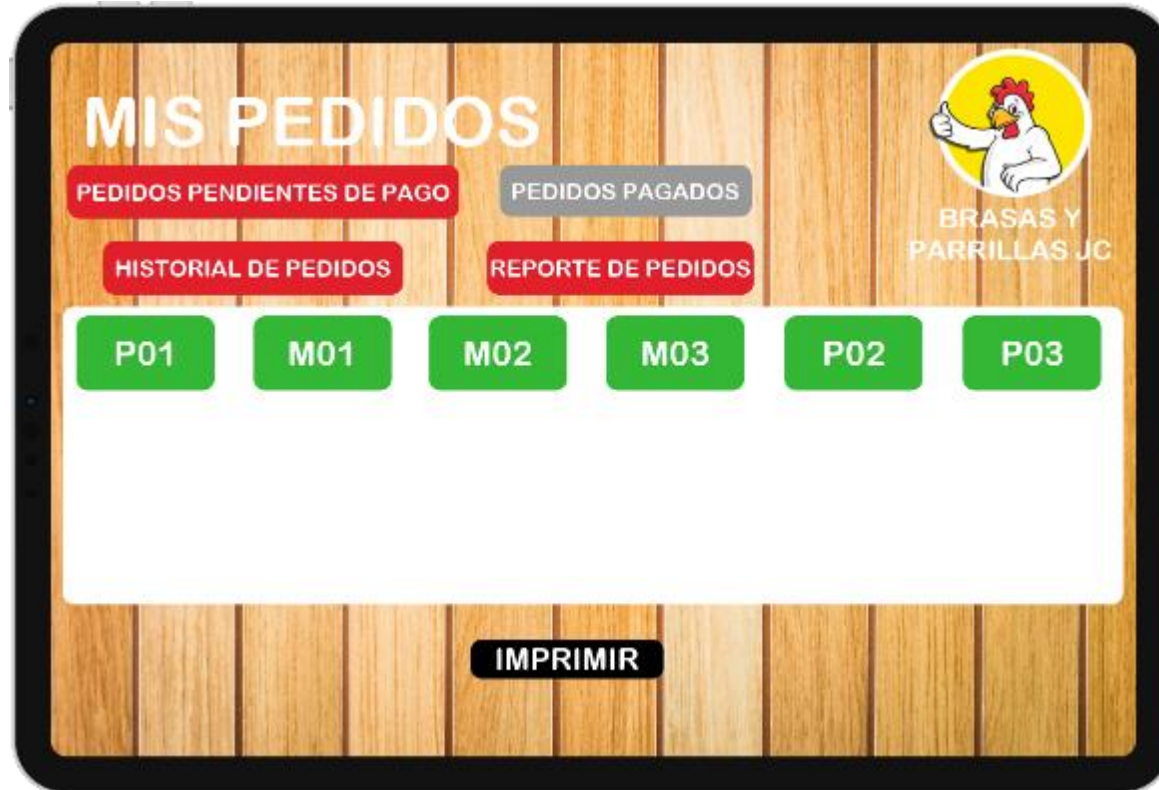 MIS PEDIDOS
PEDIDOS PENDIENTES DE PAGO
PEDIDOS PAGADOS
BRASAS Y
PARRILLAS JC
HISTORIAL DE PEDIDOS
REPORTE DE PEDIDOS
P01
M01
M02
M03
P02
P03
IMPRIMIR